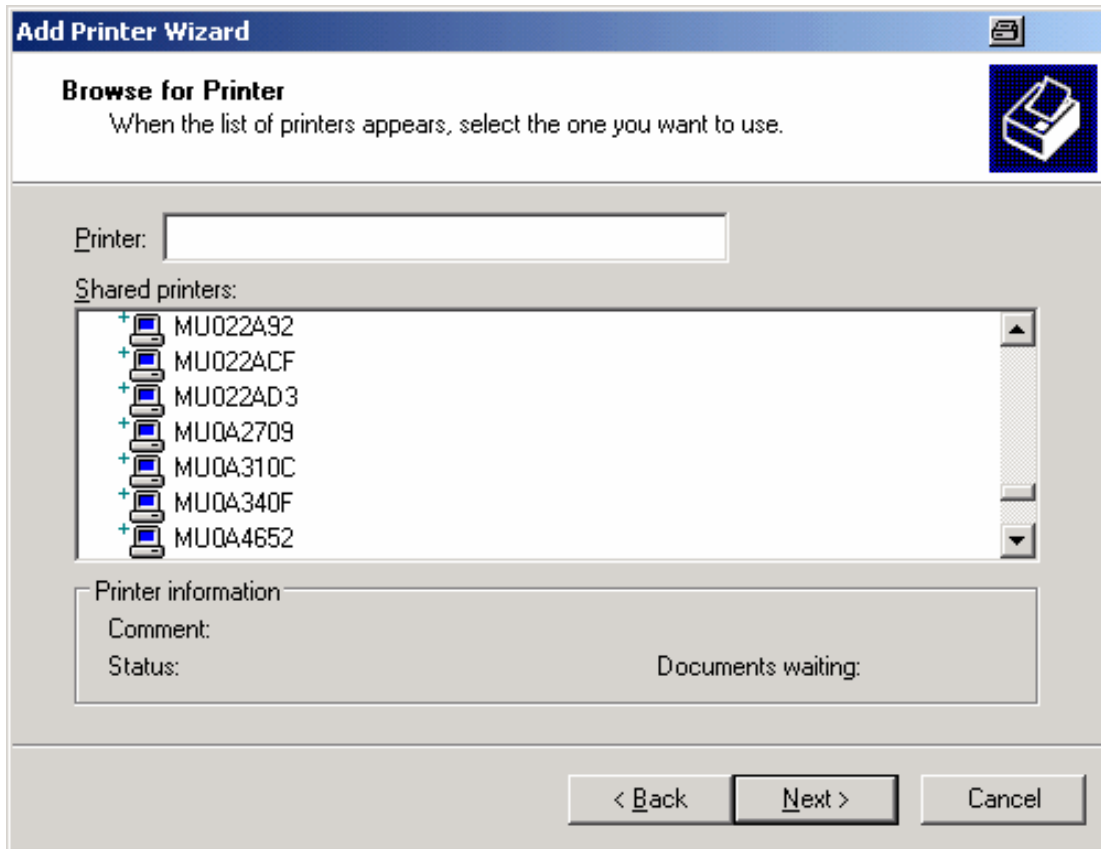 Add Printer Wizard
Browse for Printer
When the list of printers appears, select the one you want to use.
Printer:
Shared printers:
MU022A92
MU022ACF
MU022AD3
MU0A2709
MU0A310C
MU0A340F
MU0A4652
Printer information
Comment:
Status: Documents waiting:
< Back Next > Cancel